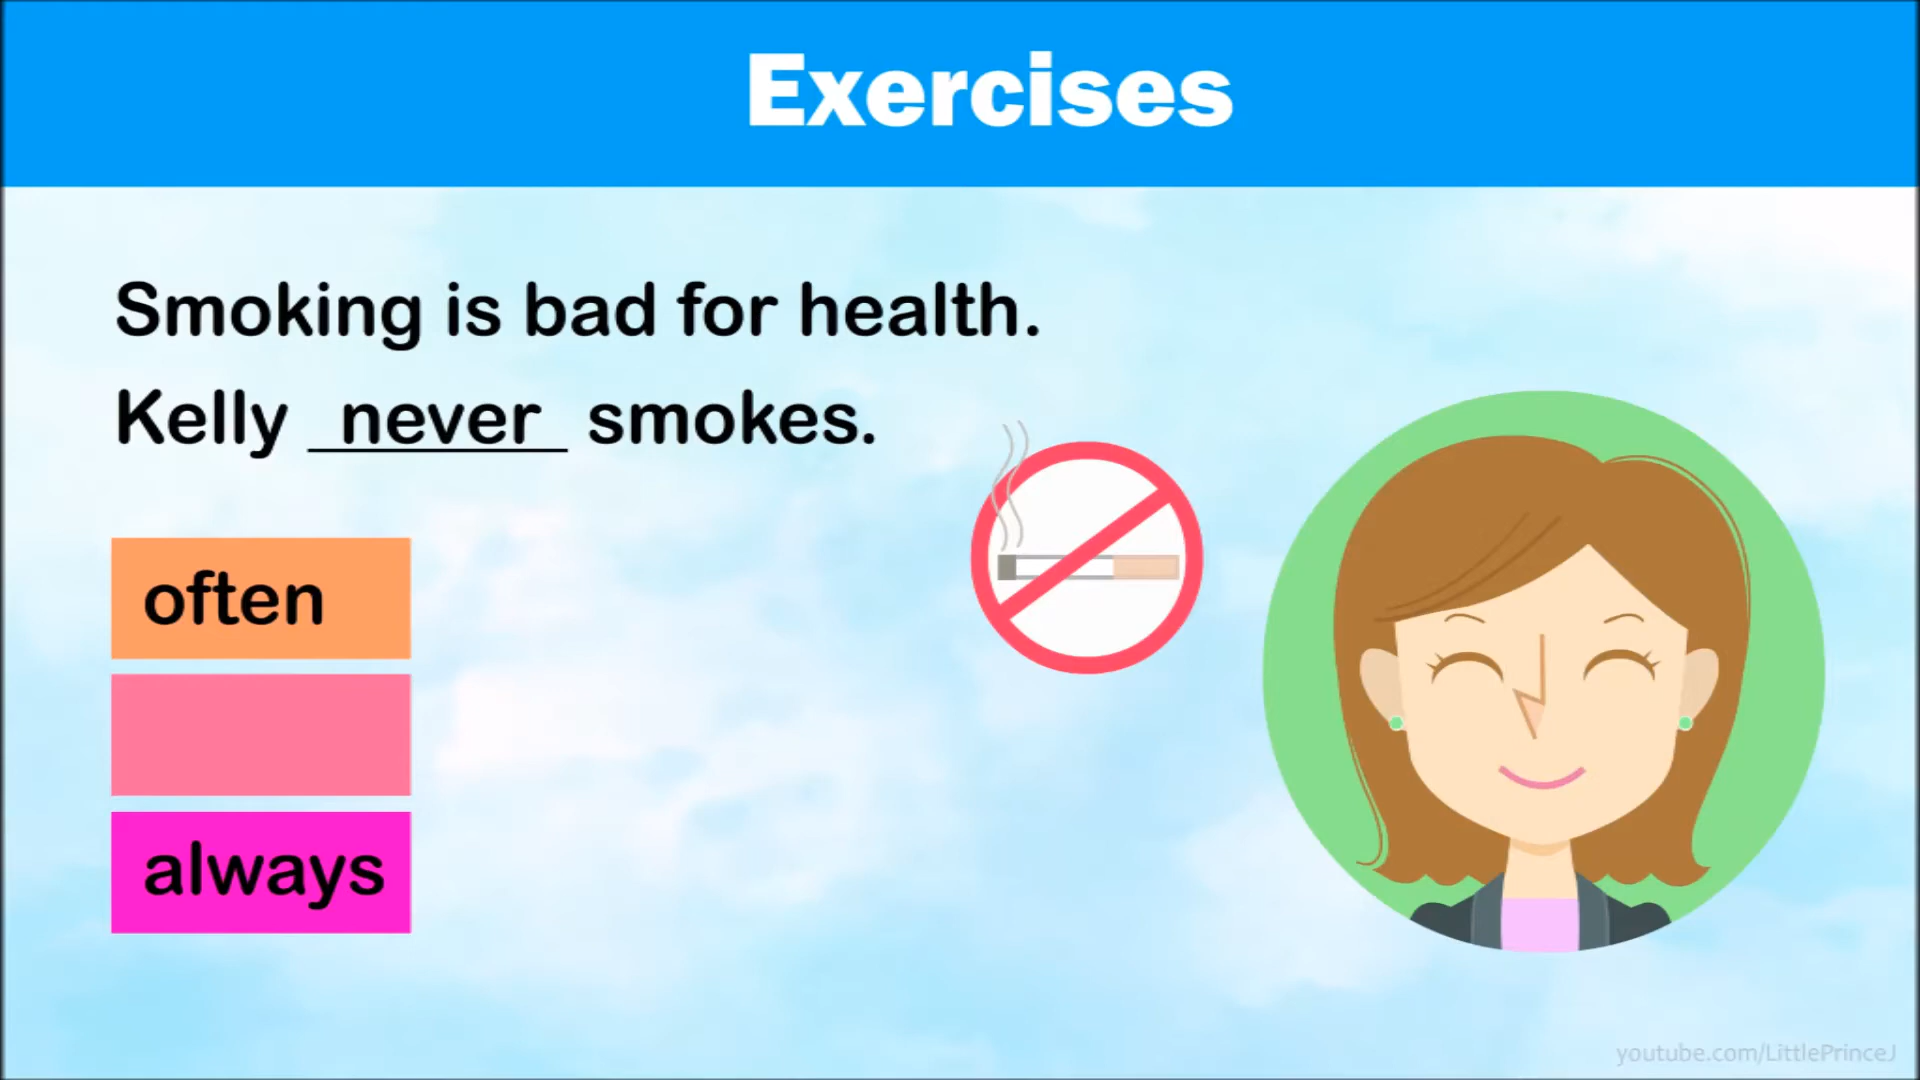 Exercises
Smoking is bad for health.
Kelly never smokes.
often
always
youtube.com/LittlePrinceJ